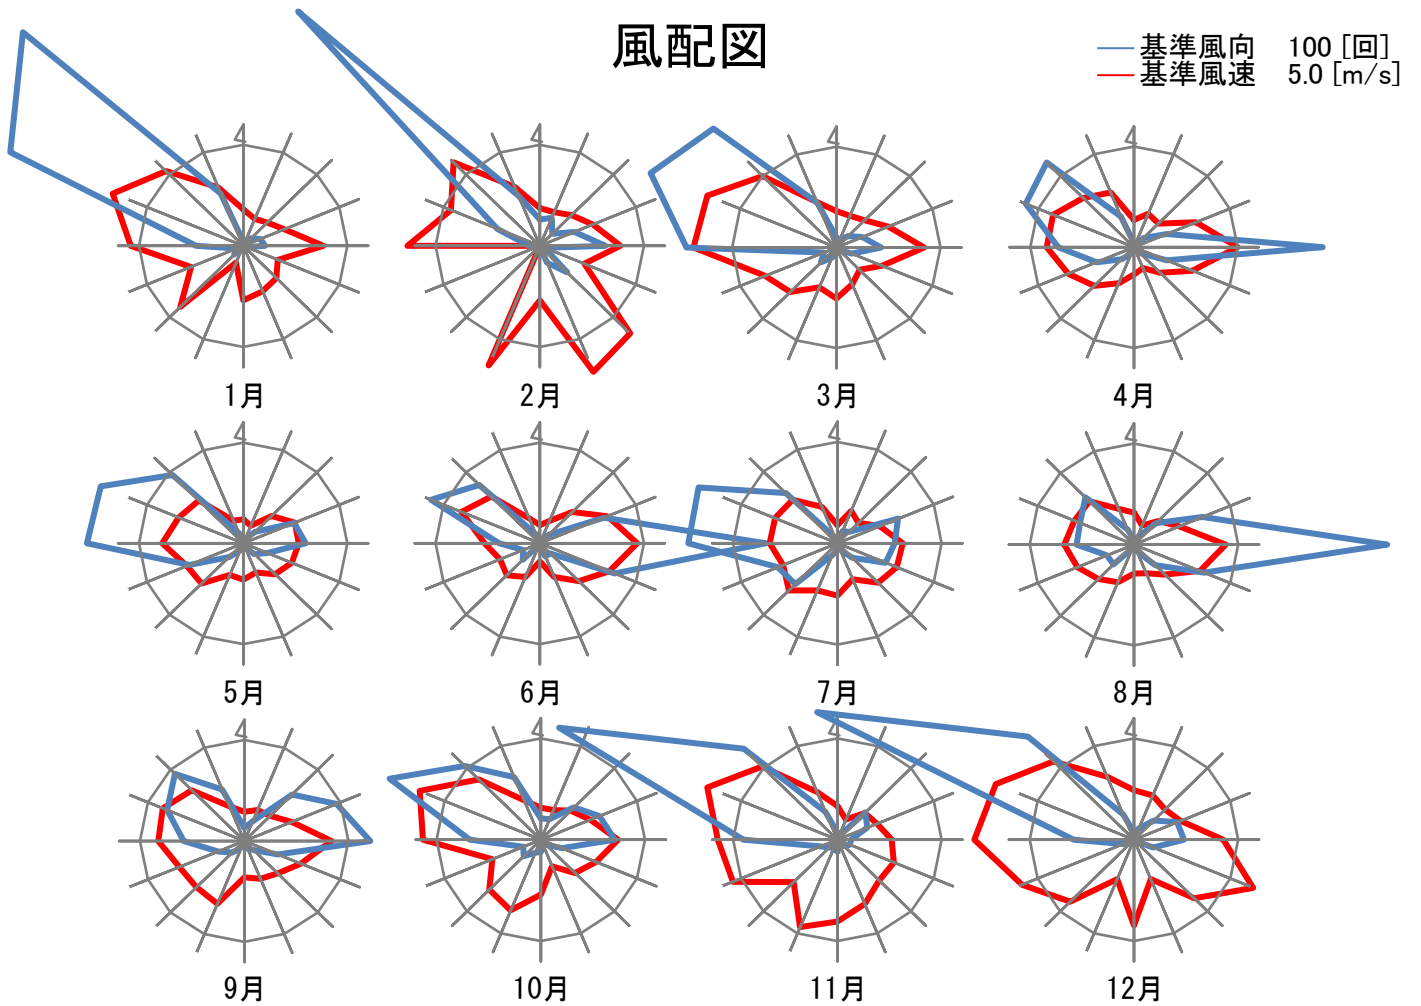 風配図
基準風向 100 [回]
基準風速 5.0 [m/s]
1月
2月
3月
4月
5月
6月
7月
8月
9月
10月
11月
12月